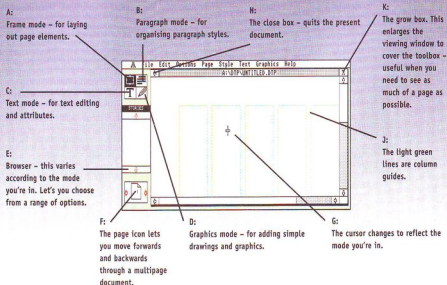 A:
Frame mode – for laying
out page elements.
B:
Paragraph mode – for
organising paragraph styles.
H:
The close box – quits the present
document.
K:
The grow box. This
enlarges the
viewing window to
cover the toolbox –
useful when you
need to see as
much of a page as
possible.
C:
Text mode – for text editing
and attributes.
E:
Browser – this varies
according to the mode
you're in. Let's you choose
from a range of options.
File Edit Options Page Style Text Graphics Help
A:\DTP\UNTITLED.DTP
T
STORIES
J:
The light green
lines are column
guides.
F:
The page icon lets
you move forwards
and backwards
through a multipage
document.
D:
Graphics mode – for adding simple
drawings and graphics.
G:
The cursor changes to reflect the
mode you're in.